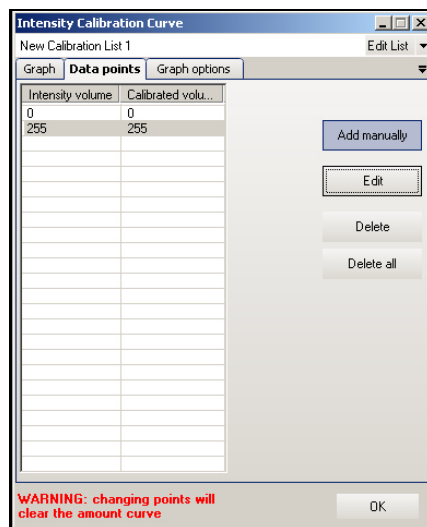 Intensity Calibration Curve
New Calibration List 1 Edit List
Graph Data points Graph options
Intensity volume Calibrated volu...
0 0
255 255
Add manually
Edit
Delete
Delete all
WARNING: changing points will
clear the amount curve
OK